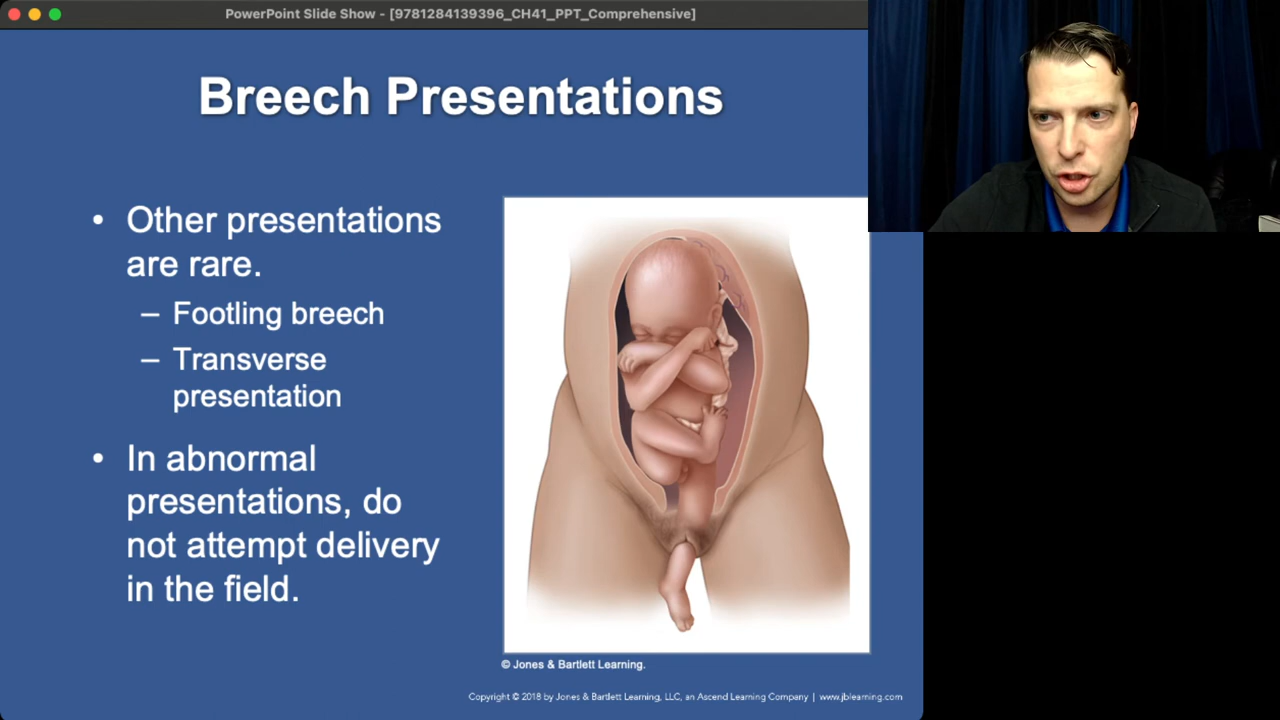 PowerPoint Slide Show - [9781284139396_CH41_PPT_Comprehensive]
Breech Presentations
• Other presentations
are rare.
– Footling breech
– Transverse
presentation
• In abnormal
presentations, do
not attempt delivery
in the field.
© Jones & Bartlett Learning.
Copyright © 2018 by Jones & Bartlett Learning, LLC, an Ascend Learning Company | www.jblearning.com